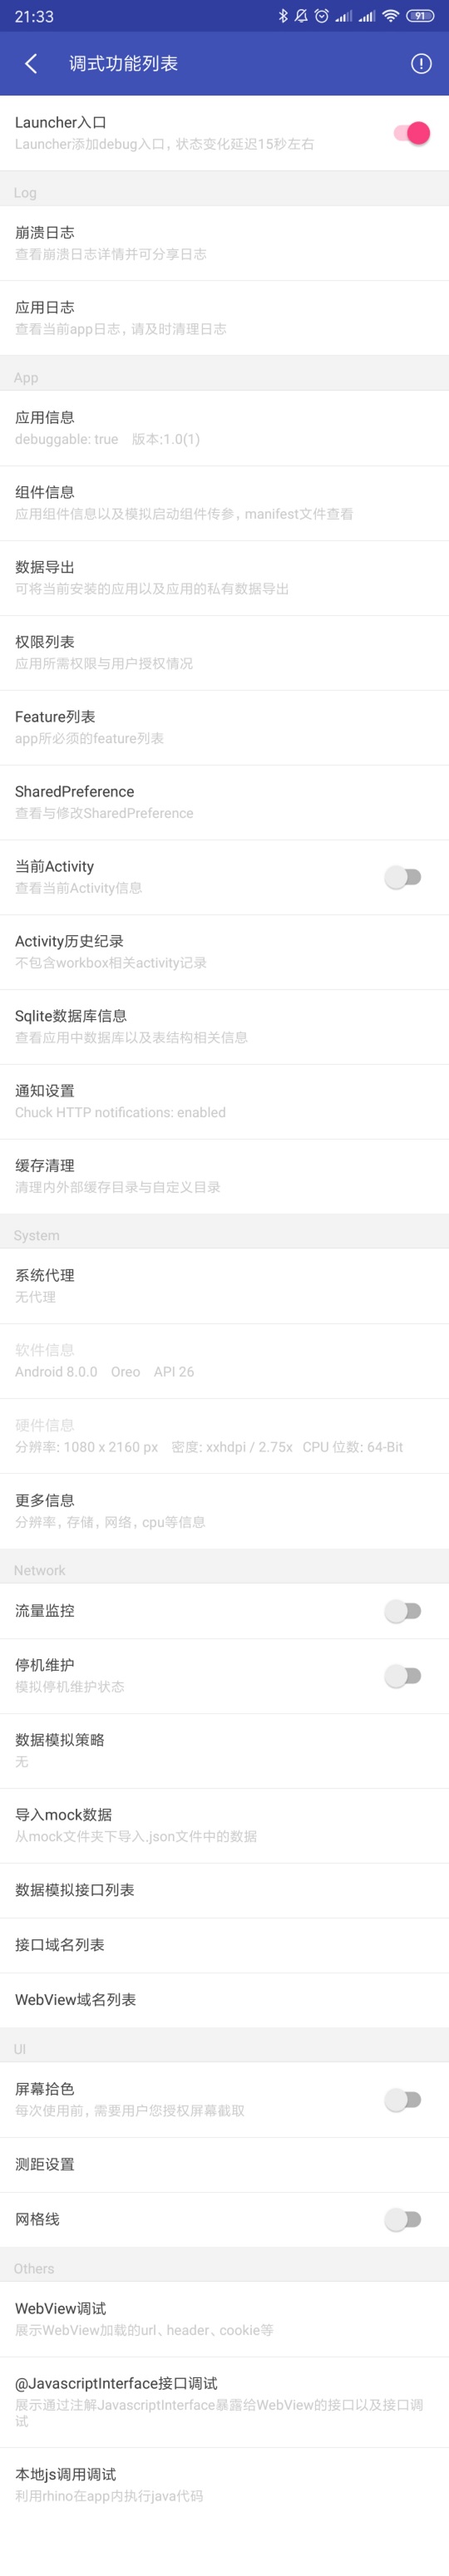 21:33
91
调式功能列表
Launcher入口
Launcher添加debug入口，状态变化延迟15秒左右
Log
崩溃日志
查看崩溃日志详情并可分享日志
应用日志
查看当前app日志，请及时清理日志
App
应用信息
debuggable: true 版本:1.0(1)
组件信息
应用组件信息以及模拟启动组件传参，manifest文件查看
数据导出
可将当前安装的应用以及应用的私有数据导出
权限列表
应用所需权限与用户授权情况
Feature列表
app所必须的feature列表
SharedPreference
查看与修改SharedPreference
当前Activity
查看当前Activity信息
Activity历史纪录
不包含workbox相关activity记录
Sqlite数据库信息
查看应用中数据库以及表结构相关信息
通知设置
Chuck HTTP notifications: enabled
缓存清理
清理内外部缓存目录与自定义目录
System
系统代理
无代理
软件信息
Android 8.0.0 Oreo API 26
硬件信息
分辨率: 1080 x 2160 px 密度: xxhdpi / 2.75x CPU 位数: 64-Bit
更多信息
分辨率，存储，网络，cpu等信息
Network
流量监控
停机维护
模拟停机维护状态
数据模拟策略
无
导入mock数据
从mock文件夹下导入.json文件中的数据
数据模拟接口列表
接口域名列表
WebView域名列表
UI
屏幕拾色
每次使用前，需要用户您授权屏幕截取
测距设置
网格线
Others
WebView调试
展示WebView加载的url、header、cookie等
@JavascriptInterface接口调试
展示通过注解JavascriptInterface暴露给WebView的接口以及接口调
试
本地js调用调试
利用rhino在app内执行java代码